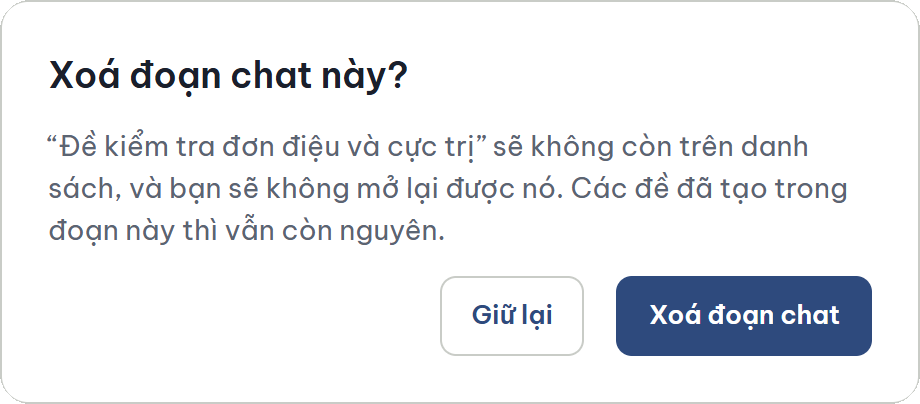 Xoá đoạn chat này?
“Đề kiểm tra đơn điệu và cực trị” sẽ không còn trên danh
sách, và bạn sẽ không mở lại được nó. Các đề đã tạo trong
đoạn này thì vẫn còn nguyên.
Giữ lại
Xoá đoạn chat